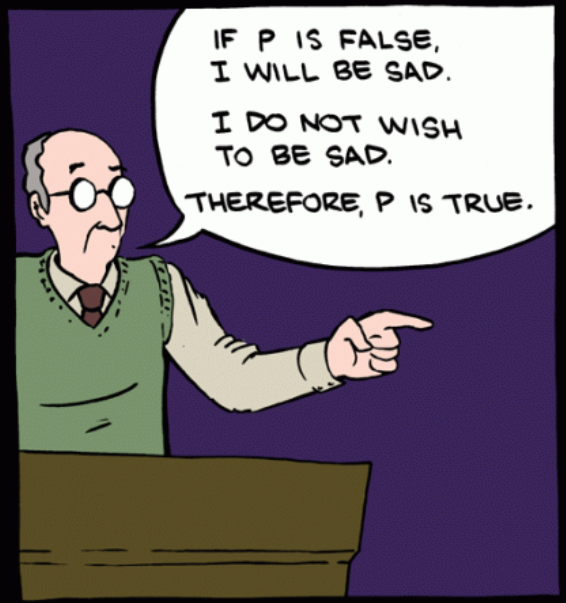 IF P IS FALSE,
I WILL BE SAD.
I DO NOT WISH
TO BE SAD.
THEREFORE, P IS TRUE.